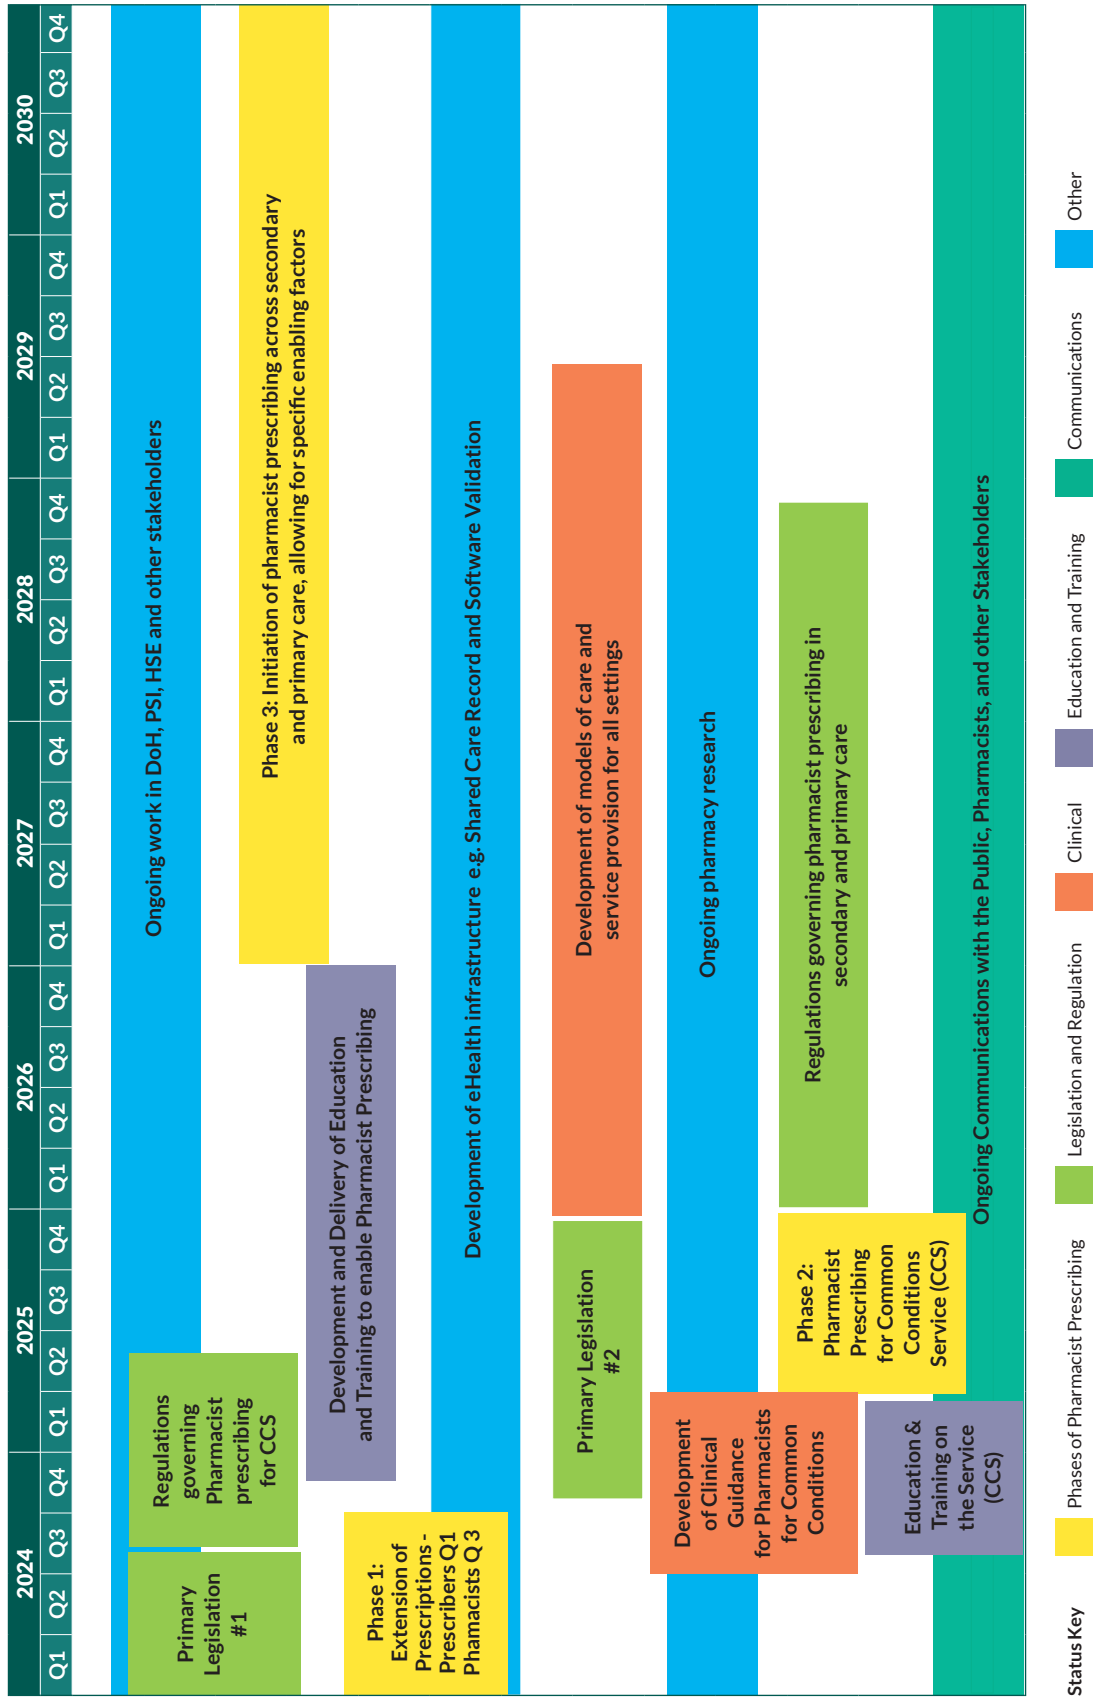 2024 2025 2026 2027 2028 2029 2030
Q1 Q2 Q3 Q4 Q1 Q2 Q3 Q4 Q1 Q2 Q3 Q4 Q1 Q2 Q3 Q4 Q1 Q2 Q3 Q4 Q1 Q2 Q3 Q4 Q1 Q2 Q3 Q4
Ongoing work in DoH, PSI, HSE and other stakeholders
Primary
Legislation
#1
Regulations
governing
Pharmacist
prescribing
for CCS
Phase 3: Initiation of pharmacist prescribing across secondary
and primary care, allowing for specific enabling factors
Development and Delivery of Education
and Training to enable Pharmacist Prescribing
Phase 1:
Extension of
Prescriptions -
Prescribers Q1
Phamacists Q 3
Development of eHealth infrastructure e.g. Shared Care Record and Software Validation
Primary Legislation
#2
Development of models of care and
service provision for all settings
Development
of Clinical
Guidance
for Pharmacists
for Common
Conditions
Ongoing pharmacy research
Phase 2:
Pharmacist
Prescribing
for Common
Conditions
Service (CCS)
Regulations governing pharmacist prescribing in
secondary and primary care
Education &
Training on
the Service
(CCS)
Ongoing Communications with the Public, Pharmacists, and other Stakeholders
Status Key
Phases of Pharmacist Prescribing
Legislation and Regulation
Clinical
Education and Training
Communications
Other